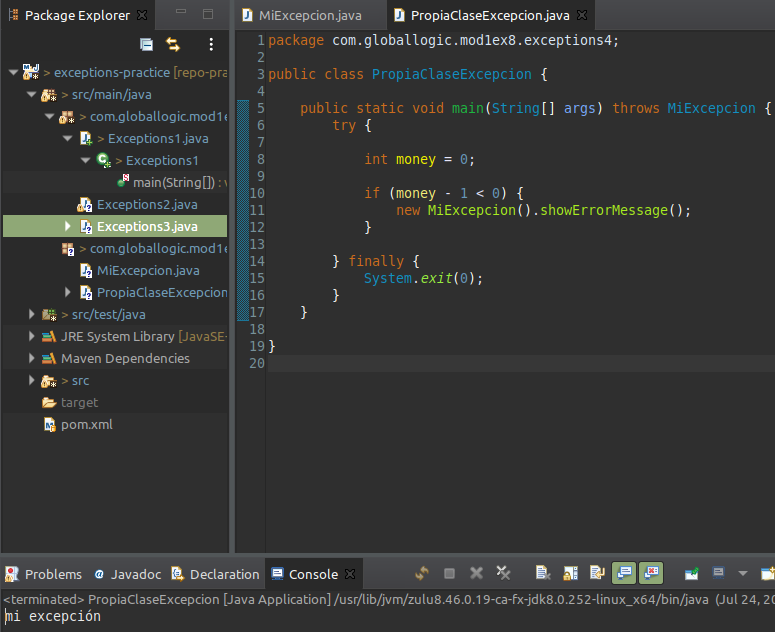 Package Explorer
> exceptions-practice [repo-pra
> src/main/java
> com.globallogic.mod1e
> Exceptions1.java
> Exceptions1
main(String[]) : v
Exceptions2.java
Exceptions3.java
> com.globallogic.mod1e
MiExcepcion.java
PropiaClaseExcepcion
> src/test/java
JRE System Library [JavaSE-
Maven Dependencies
> src
target
pom.xml
MiExcepcion.java
PropiaClaseExcepcion.java
1 package com.globallogic.mod1ex8.exceptions4;
2
3 public class PropiaClaseExcepcion {
4
5 public static void main(String[] args) throws MiExcepcion {
6 try {
7
8 int money = 0;
9
10 if (money - 1 < 0) {
11 new MiExcepcion().showErrorMessage();
12 }
13
14 } finally {
15 System.exit(0);
16 }
17 }
18
19 }
20
Problems @ Javadoc Declaration Console
<terminated> PropiaClaseExcepcion [Java Application] /usr/lib/jvm/zulu8.46.0.19-ca-fx-jdk8.0.252-linux_x64/bin/java (Jul 24, 20
mi excepción